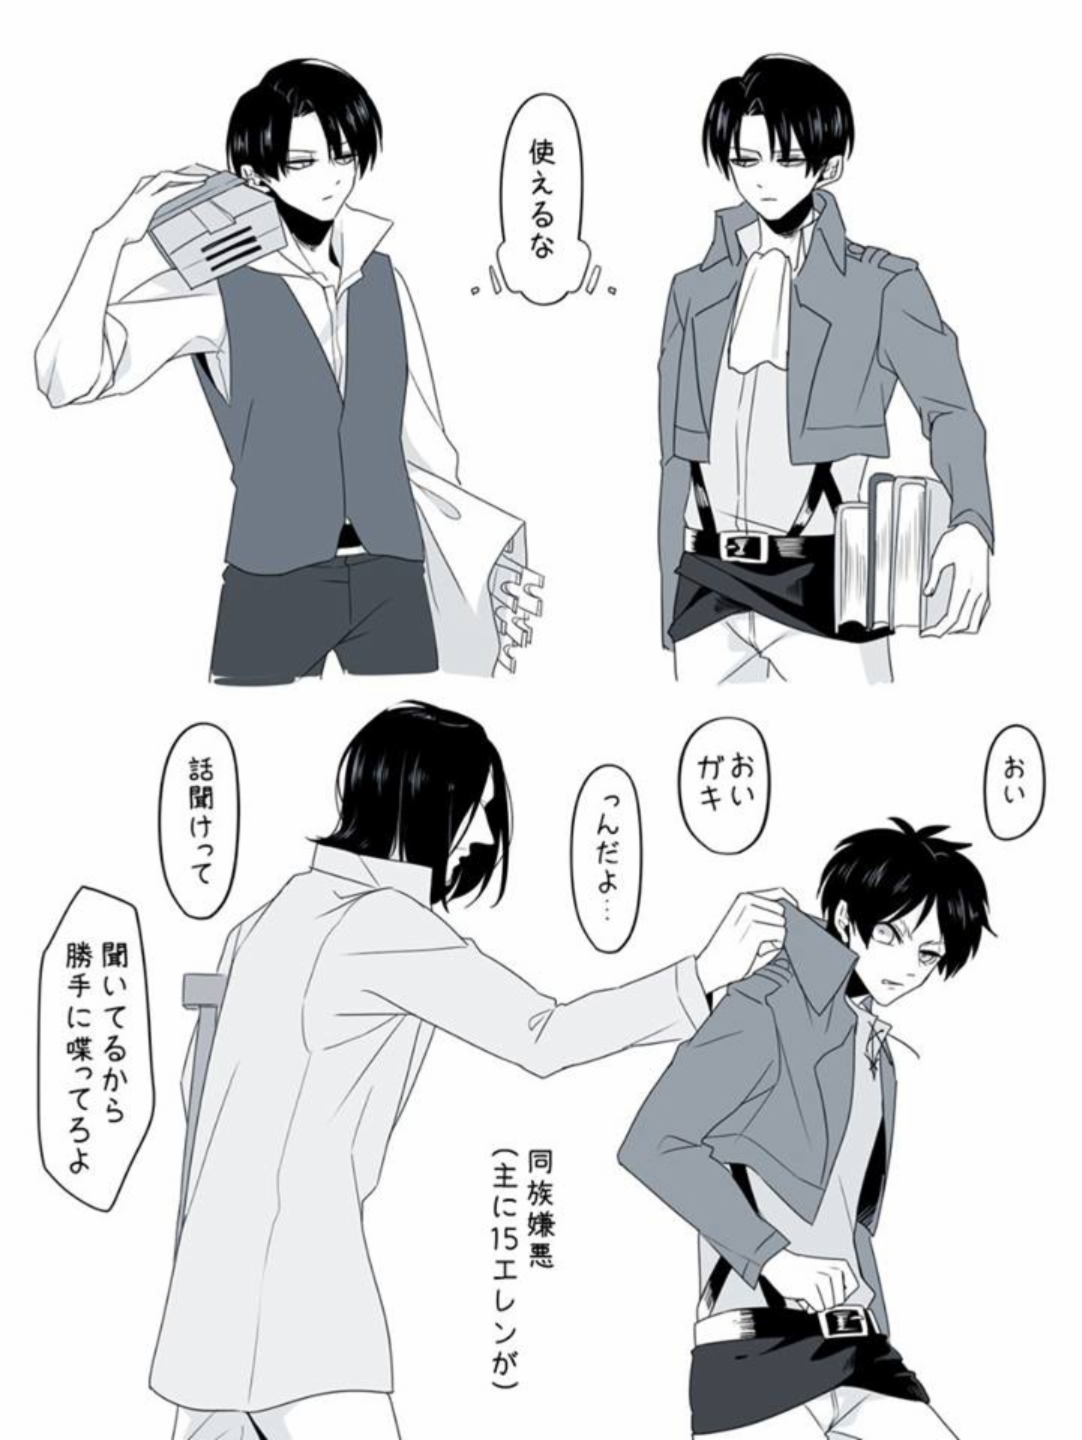 使えるな
おい
おい
ガキ
っんだよ…
話聞けって
聞いてるから
勝手に喋ってろよ
同族嫌悪
(主に15エレンが)